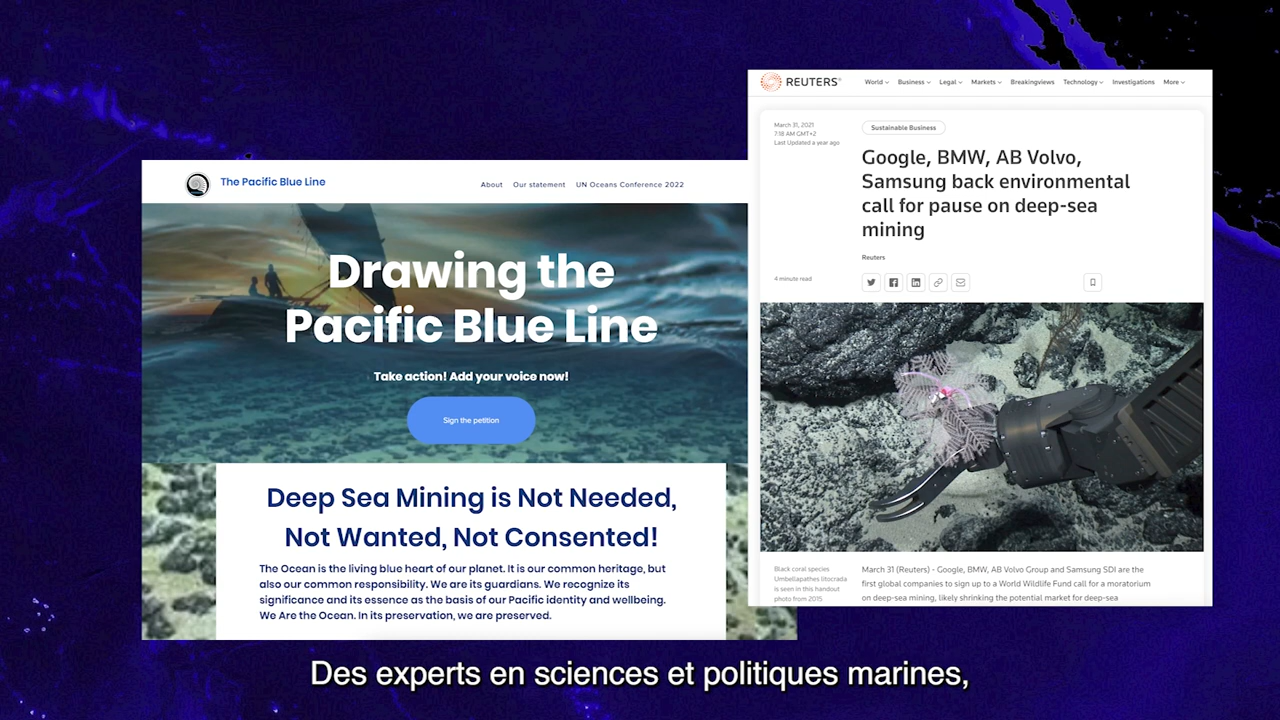 The Pacific Blue Line
About Our statement UN Oceans Conference 2022
Drawing the
Pacific Blue Line
Take action! Add your voice now!
Sign the petition
Deep Sea Mining is Not Needed,
Not Wanted, Not Consented!
The Ocean is the living blue heart of our planet. It is our common heritage, but
also our common responsibility. We are its guardians. We recognize its
significance and its essence as the basis of our Pacific identity and wellbeing.
We Are the Ocean. In its preservation, we are preserved.
REUTERS®
World Business Legal Markets Breakingviews Technology Investigations More
March 31, 2021
7:18 AM GMT+2
Last Updated a year ago
Sustainable Business
Google, BMW, AB Volvo,
Samsung back environmental
call for pause on deep-sea
mining
Reuters
4 minute read
Black coral species
Umbellapathes litocrada
is seen in this handout
photo from 2015
March 31 (Reuters) - Google, BMW, AB Volvo Group and Samsung SDI are the
first global companies to sign up to a World Wildlife Fund call for a moratorium
on deep-sea mining, likely shrinking the potential market for deep-sea
Des experts en sciences et politiques marines,